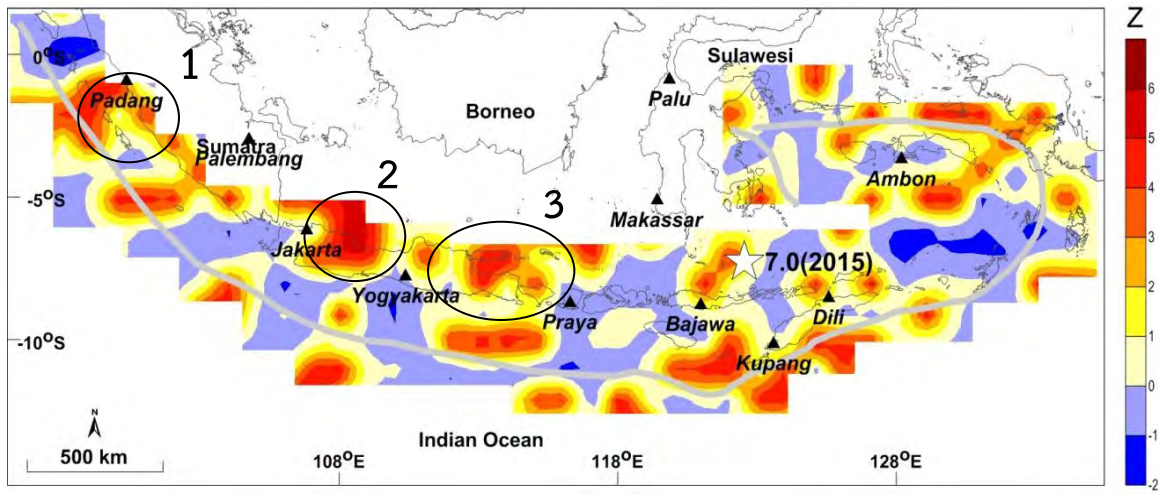 Z
1
0°S
Padang
Sulawesi
Palu
Borneo
Sumatra
Palembang
2
3
-5°S
Makassar
Ambon
Jakarta
7.0(2015)
Yogyakarta
Praya
Bajawa
Dili
Kupang
-10°S
N
500 km
Indian Ocean
108°E
118°E
128°E
6
5
4
3
2
1
0
-1
-2